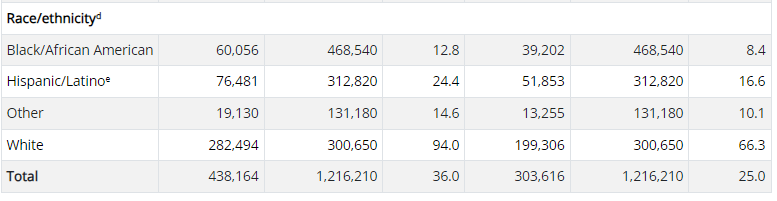 Race/ethnicityᵈ
Black/African American 60,056 468,540 12.8 39,202 468,540 8.4
Hispanic/Latinoᵉ 76,481 312,820 24.4 51,853 312,820 16.6
Other 19,130 131,180 14.6 13,255 131,180 10.1
White 282,494 300,650 94.0 199,306 300,650 66.3
Total 438,164 1,216,210 36.0 303,616 1,216,210 25.0